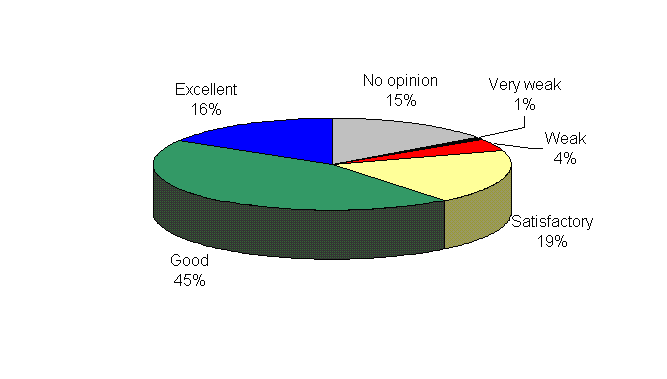 No opinion
15%
Very weak
1%
Weak
4%
Satisfactory
19%
Good
45%
Excellent
16%